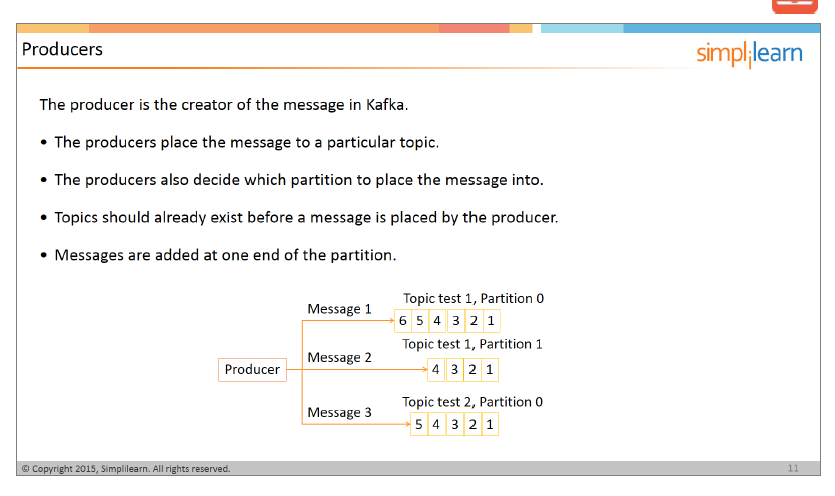 Producers
simplilearn
The producer is the creator of the message in Kafka.
• The producers place the message to a particular topic.
• The producers also decide which partition to place the message into.
• Topics should already exist before a message is placed by the producer.
• Messages are added at one end of the partition.
Topic test 1, Partition 0
Message 1
6 5 4 3 2 1
Topic test 1, Partition 1
Message 2
Producer
4 3 2 1
Topic test 2, Partition 0
Message 3
5 4 3 2 1
© Copyright 2015, Simplilearn. All rights reserved.
11